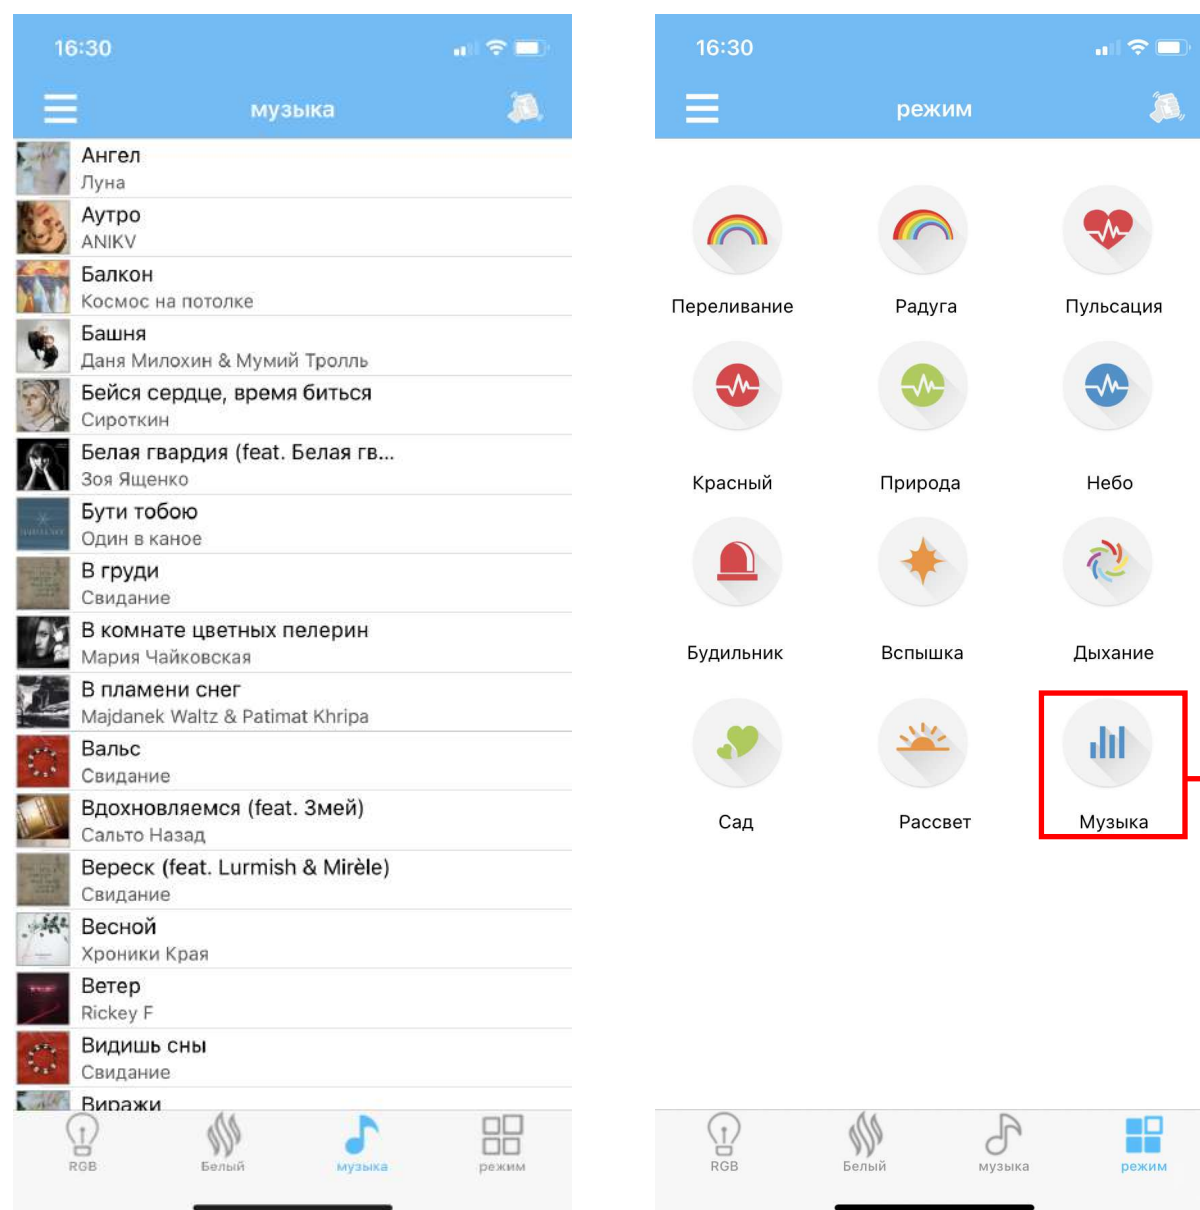 16:30
музыка
Ангел
Луна
Аутро
ANIKV
Балкон
Космос на потолке
Башня
Даня Милохин & Мумий Тролль
Бейся сердце, время биться
Сироткин
Белая гвардия (feat. Белая гв...
Зоя Ященко
Бути тобою
Один в каное
В груди
Свидание
В комнате цветных пелерин
Мария Чайковская
В пламени снег
Majdanek Waltz & Patimat Khripa
Вальс
Свидание
Вдохновляемся (feat. Змей)
Сальто Назад
Вереск (feat. Lurmish & Mirèle)
Свидание
Весной
Хроники Края
Ветер
Rickey F
Видишь сны
Свидание
Виражи
RGB Белый музыка режим
16:30
режим
Переливание Радуга Пульсация
Красный Природа Небо
Будильник Вспышка Дыхание
Сад Рассвет Музыка
RGB Белый музыка режим